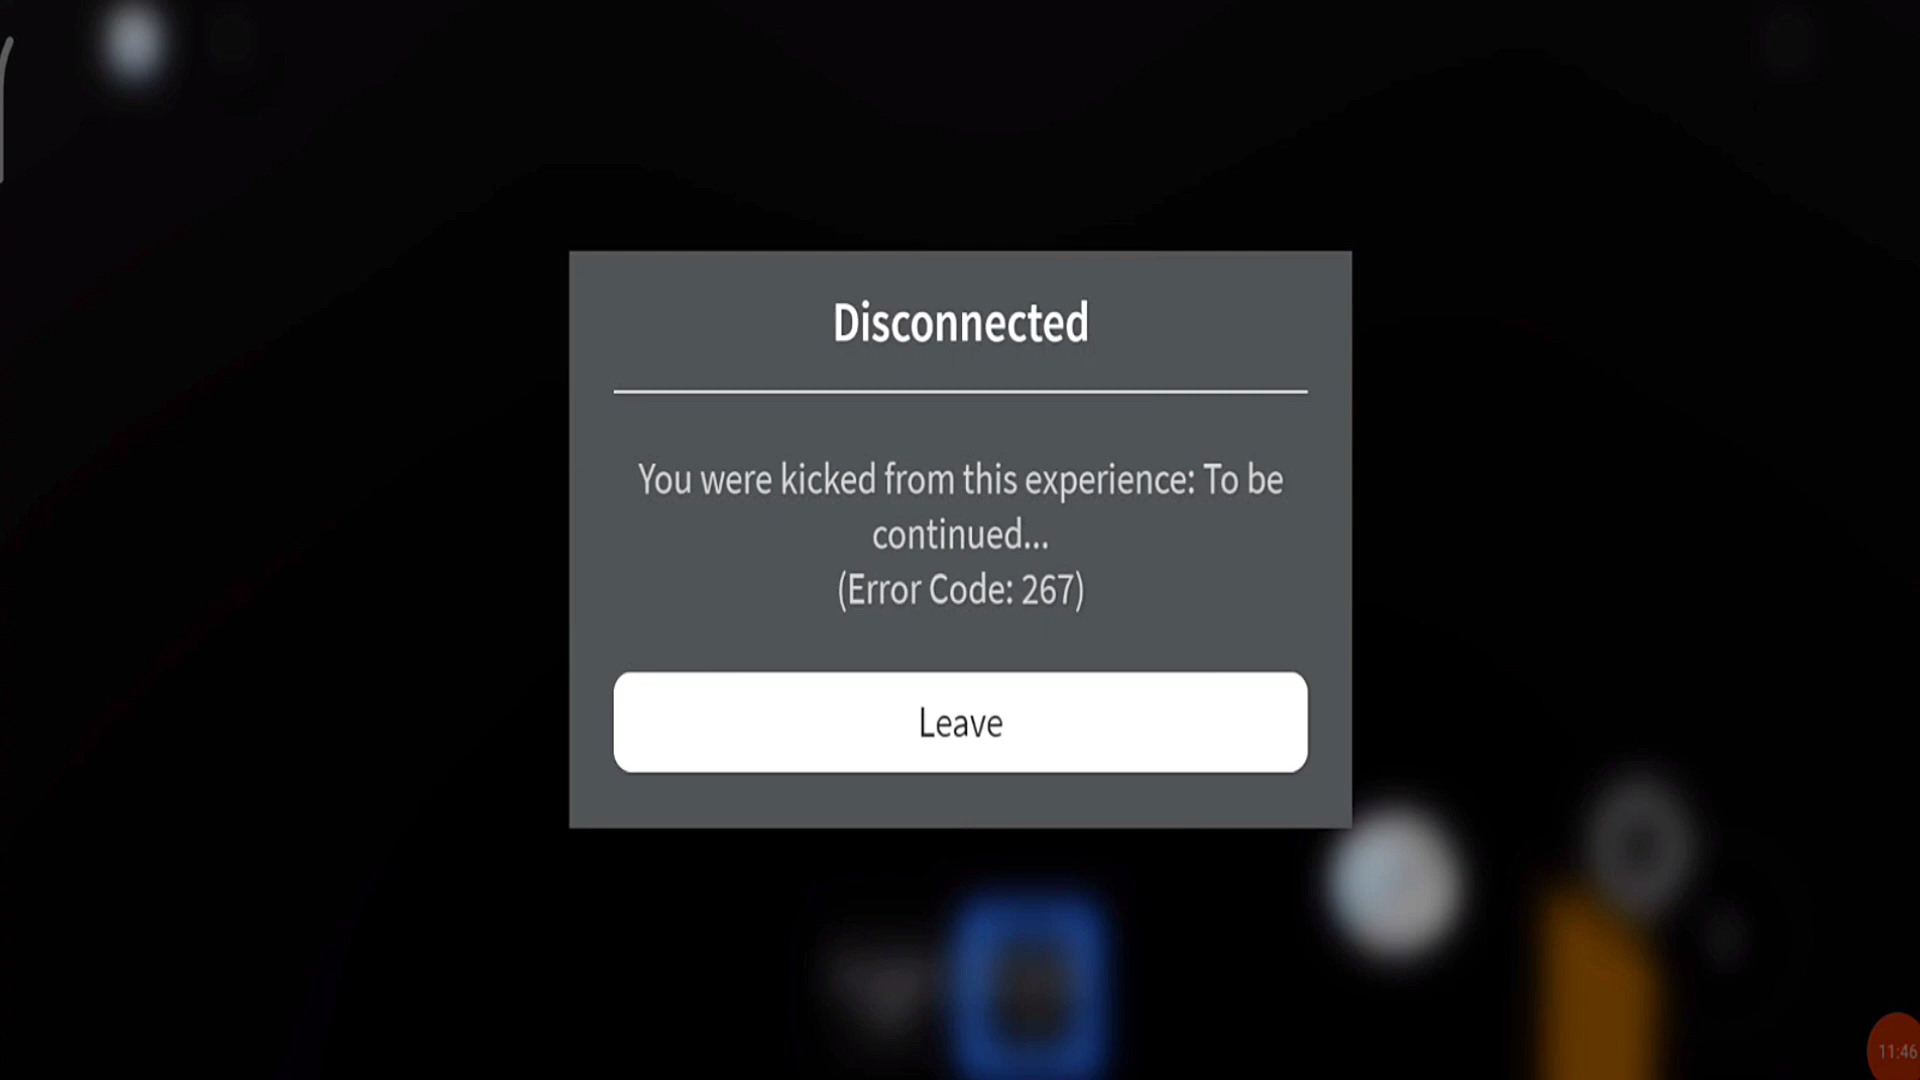 Disconnected
You were kicked from this experience: To be
continued...
(Error Code: 267)
Leave
11:46